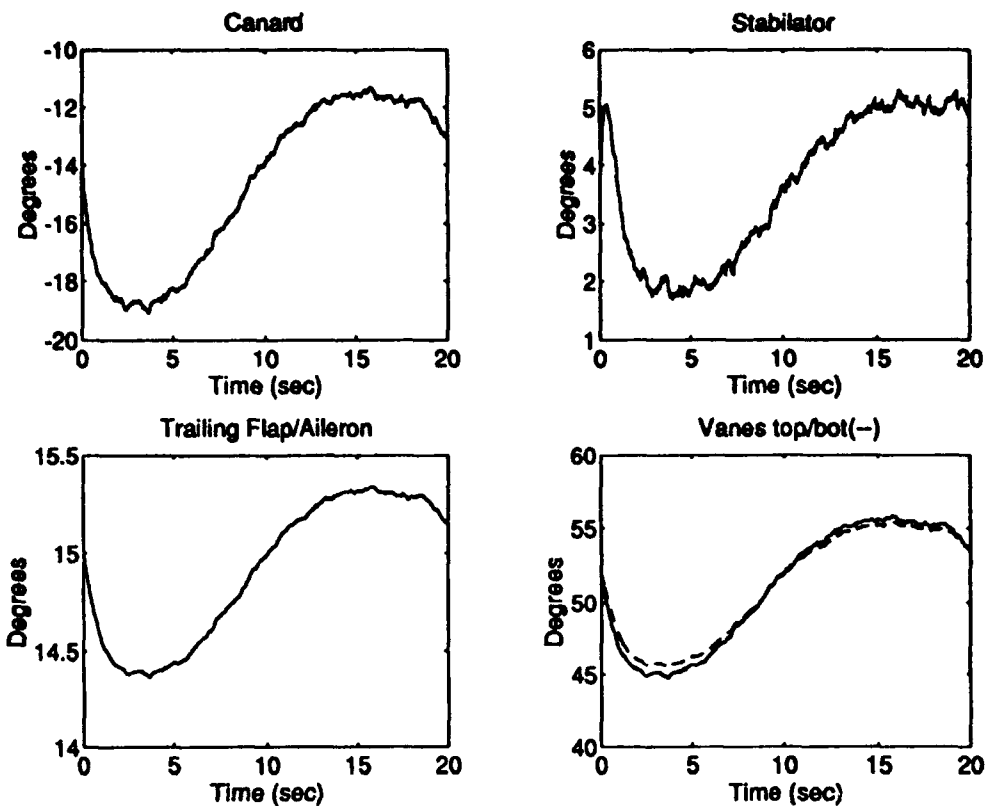 Canard
-10
-12
-14
-16
-18
-20
Degrees
0 5 10 15 20
Time (sec)
Stabilator
6
5
4
3
2
1
Degrees
0 5 10 15 20
Time (sec)
Trailing Flap/Aileron
15.5
15
14.5
14
Degrees
0 5 10 15 20
Time (sec)
Vanes top/bot(--)
60
55
50
45
40
Degrees
0 5 10 15 20
Time (sec)